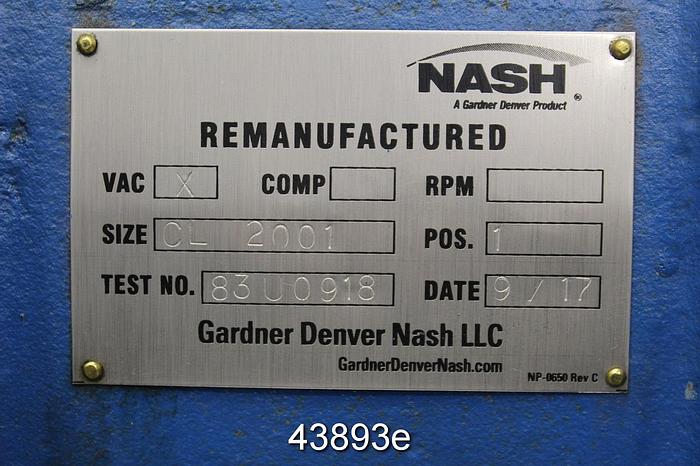 NASH
A Gardner Denver Product ®
REMANUFACTURED
VAC X COMP RPM
SIZE CL 2001 POS. 1
TEST NO. 83U0918 DATE 9/17
Gardner Denver Nash LLC
GardnerDenverNash.com
NP-0650 Rev C
43893e